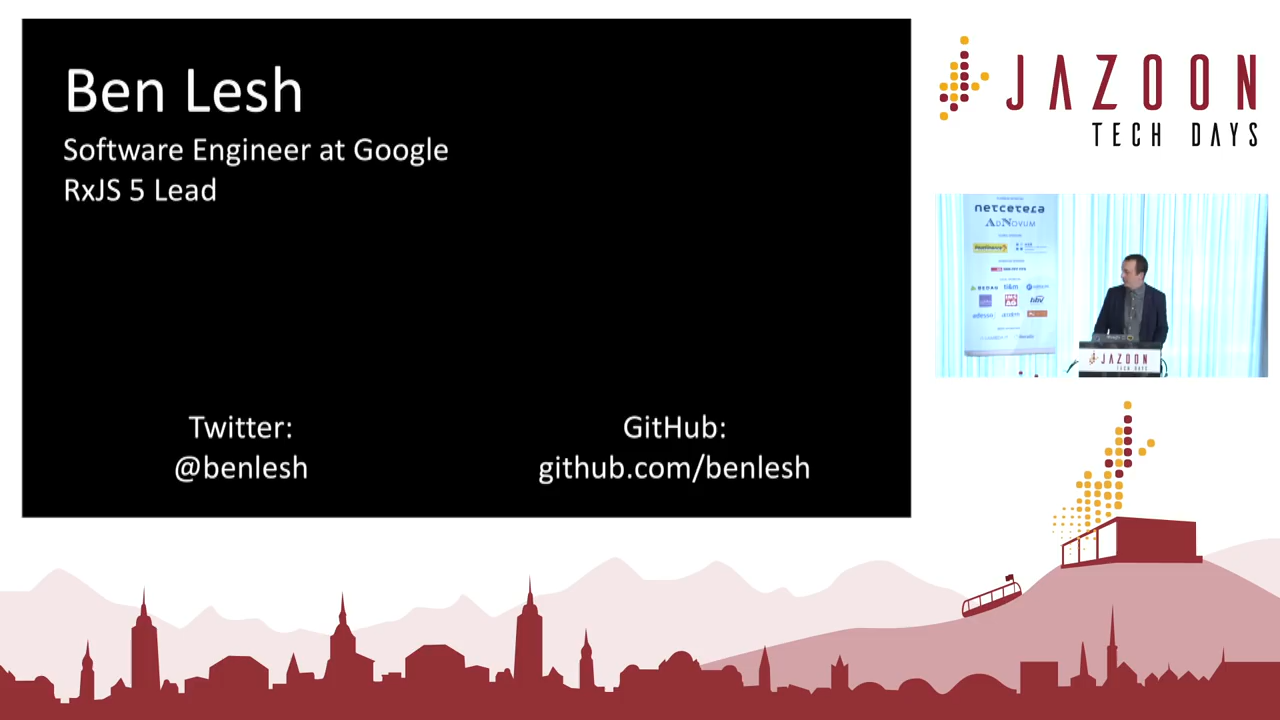 Ben Lesh
Software Engineer at Google
RxJS 5 Lead
Twitter:
@benlesh
GitHub:
github.com/benlesh
JAZOON
TECH DAYS
netcetera
AdNovum
JAZOON
TECH DAYS